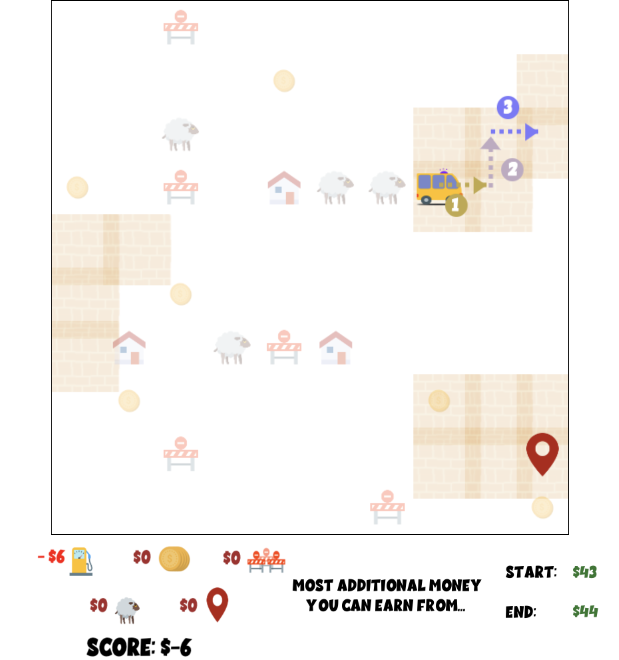 3
2
1
- $6
$0
$0
MOST ADDITIONAL MONEY
YOU CAN EARN FROM...
START: $43
END: $44
$0
$0
SCORE: $-6